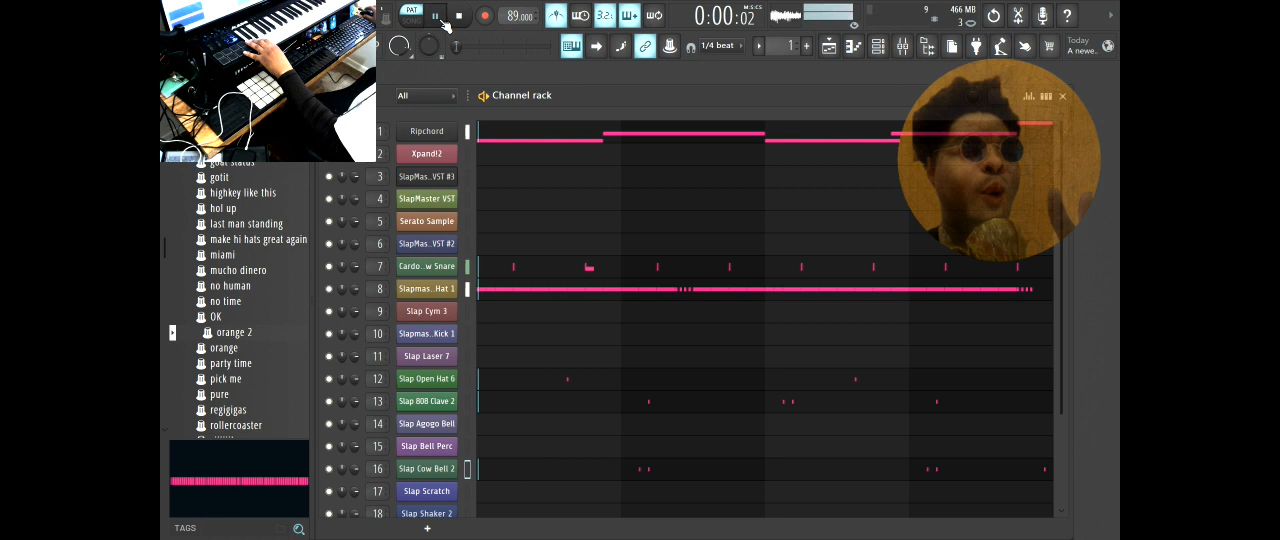 PAT
SONG
89.000
3.2.:
0:00:02
M:S:CS
9
466 MB
3
1/4 beat
1
Today
A newe..
All
Channel rack
goat status
gotit
highkey like this
hol up
last man standing
make hi hats great again
miami
mucho dinero
no human
no time
OK
orange 2
orange
party time
pick me
pure
regigigas
rollercoaster
TAGS
1 Ripchord
2 Xpand!2
3 SlapMas..VST #3
4 SlapMaster VST
5 Serato Sample
6 SlapMas..VST #2
7 Cardo..w Snare
8 Slapmas..Hat 1
9 Slap Cym 3
10 Slapmas..Kick 1
11 Slap Laser 7
12 Slap Open Hat 6
13 Slap 808 Clave 2
14 Slap Agogo Bell
15 Slap Bell Perc
16 Slap Cow Bell 2
17 Slap Scratch
18 Slap Shaker 2
+